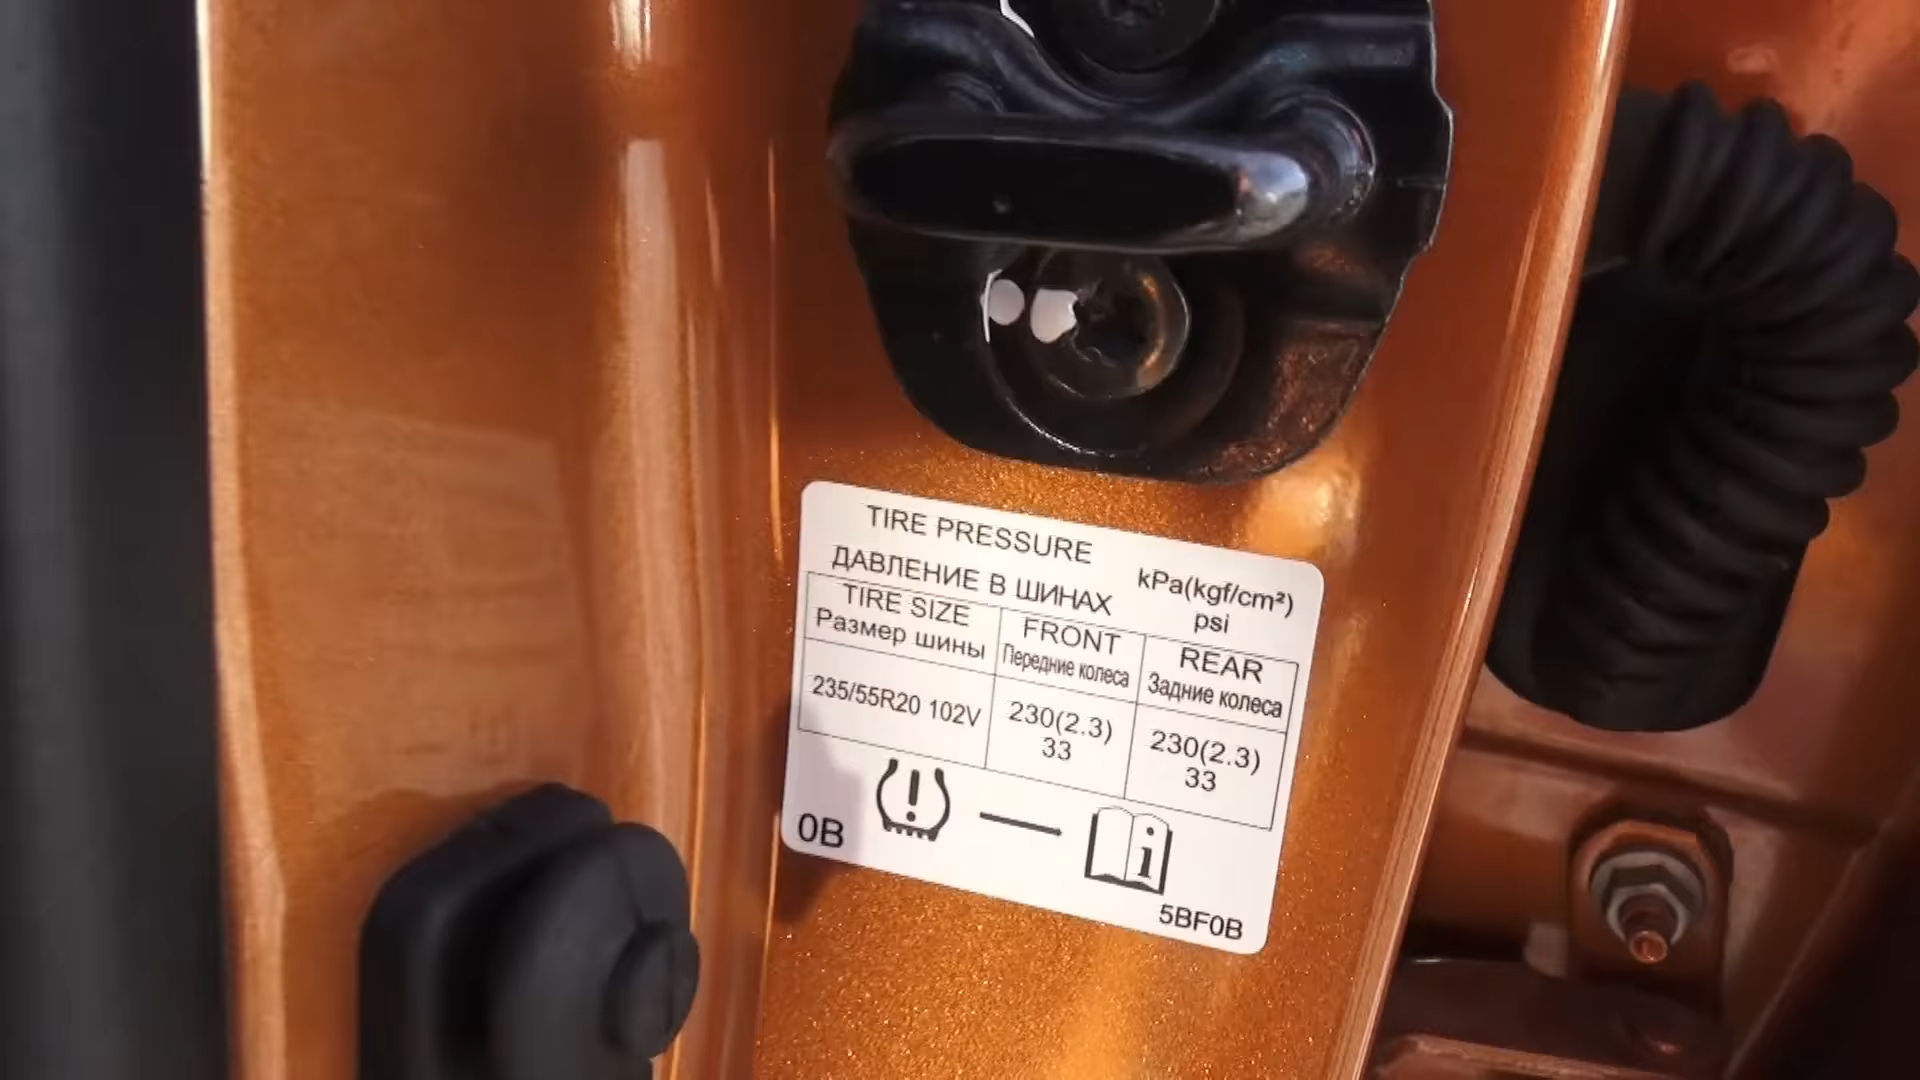 TIRE PRESSURE
ДАВЛЕНИЕ В ШИНАХ
kPa(kgf/cm²)
psi
TIRE SIZE
Размер шины
FRONT
Передние колеса
REAR
Задние колеса
235/55R20 102V
230(2.3)
33
230(2.3)
33
0B
5BF0B